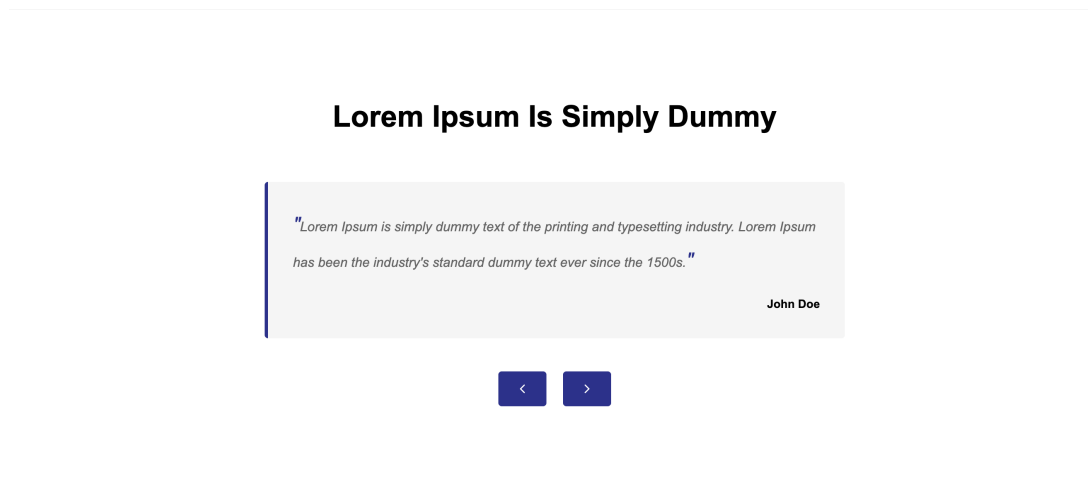 Lorem Ipsum Is Simply Dummy
"Lorem Ipsum is simply dummy text of the printing and typesetting industry. Lorem Ipsum
has been the industry's standard dummy text ever since the 1500s."
John Doe